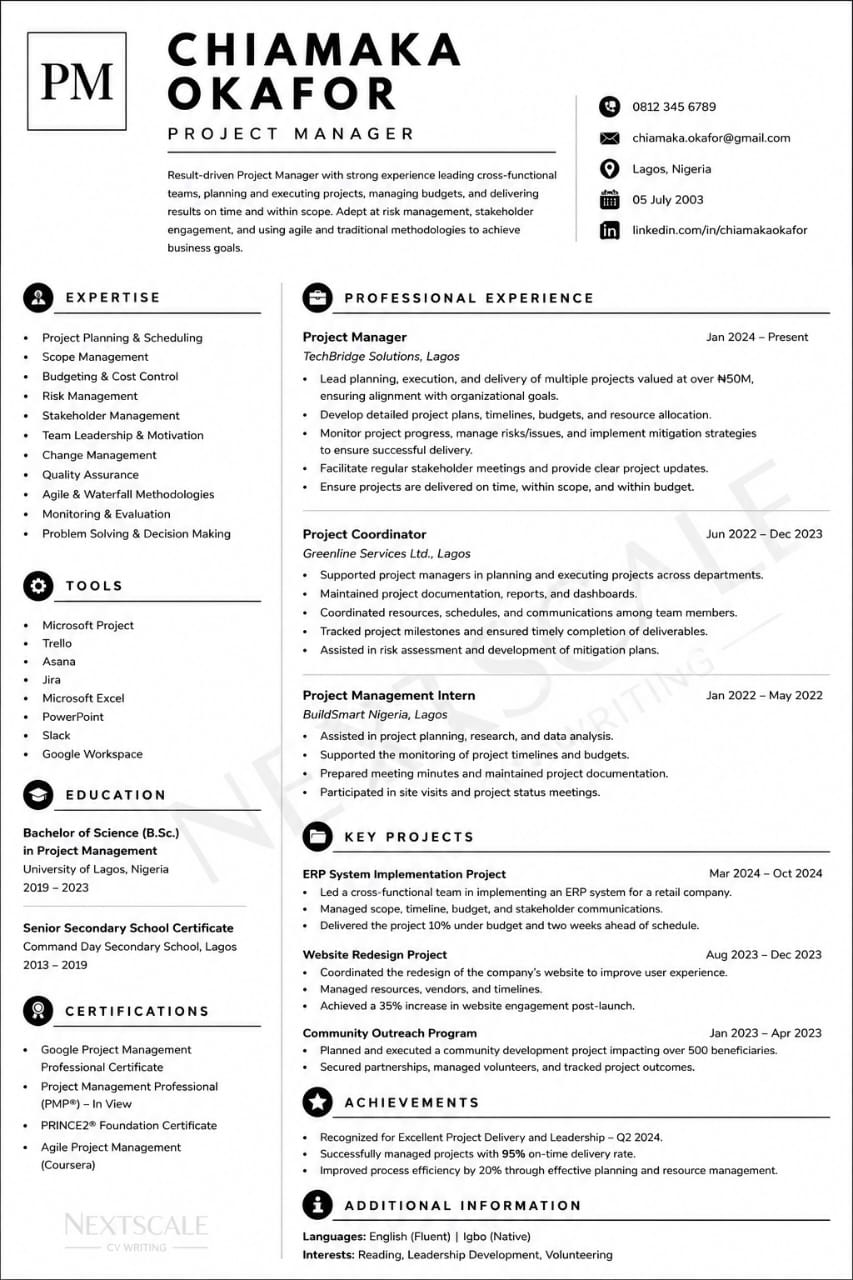 PM
CHIAMAKA
OKAFOR
PROJECT MANAGER
Result-driven Project Manager with strong experience leading cross-functional
teams, planning and executing projects, managing budgets, and delivering
results on time and within scope. Adept at risk management, stakeholder
engagement, and using agile and traditional methodologies to achieve
business goals.
0812 345 6789
chiamaka.okafor@gmail.com
Lagos, Nigeria
05 July 2003
in linkedin.com/in/chiamakaokafor
EXPERTISE
• Project Planning & Scheduling
• Scope Management
• Budgeting & Cost Control
• Risk Management
• Stakeholder Management
• Team Leadership & Motivation
• Change Management
• Quality Assurance
• Agile & Waterfall Methodologies
• Monitoring & Evaluation
• Problem Solving & Decision Making
TOOLS
• Microsoft Project
• Trello
• Asana
• Jira
• Microsoft Excel
• PowerPoint
• Slack
• Google Workspace
EDUCATION
Bachelor of Science (B.Sc.)
in Project Management
University of Lagos, Nigeria
2019 – 2023
Senior Secondary School Certificate
Command Day Secondary School, Lagos
2013 – 2019
CERTIFICATIONS
• Google Project Management
Professional Certificate
• Project Management Professional
(PMP®) – In View
• PRINCE2® Foundation Certificate
• Agile Project Management
(Coursera)
NEXTSCALE
CV WRITING
PROFESSIONAL EXPERIENCE
Project Manager Jan 2024 – Present
TechBridge Solutions, Lagos
• Lead planning, execution, and delivery of multiple projects valued at over ₦50M,
ensuring alignment with organizational goals.
• Develop detailed project plans, timelines, budgets, and resource allocation.
• Monitor project progress, manage risks/issues, and implement mitigation strategies
to ensure successful delivery.
• Facilitate regular stakeholder meetings and provide clear project updates.
• Ensure projects are delivered on time, within scope, and within budget.
Project Coordinator Jun 2022 – Dec 2023
Greenline Services Ltd., Lagos
• Supported project managers in planning and executing projects across departments.
• Maintained project documentation, reports, and dashboards.
• Coordinated resources, schedules, and communications among team members.
• Tracked project milestones and ensured timely completion of deliverables.
• Assisted in risk assessment and development of mitigation plans.
Project Management Intern Jan 2022 – May 2022
BuildSmart Nigeria, Lagos
• Assisted in project planning, research, and data analysis.
• Supported the monitoring of project timelines and budgets.
• Prepared meeting minutes and maintained project documentation.
• Participated in site visits and project status meetings.
KEY PROJECTS
ERP System Implementation Project Mar 2024 – Oct 2024
• Led a cross-functional team in implementing an ERP system for a retail company.
• Managed scope, timeline, budget, and stakeholder communications.
• Delivered the project 10% under budget and two weeks ahead of schedule.
Website Redesign Project Aug 2023 – Dec 2023
• Coordinated the redesign of the company’s website to improve user experience.
• Managed resources, vendors, and timelines.
• Achieved a 35% increase in website engagement post-launch.
Community Outreach Program Jan 2023 – Apr 2023
• Planned and executed a community development project impacting over 500 beneficiaries.
• Secured partnerships, managed volunteers, and tracked project outcomes.
ACHIEVEMENTS
• Recognized for Excellent Project Delivery and Leadership – Q2 2024.
• Successfully managed projects with 95% on-time delivery rate.
• Improved process efficiency by 20% through effective planning and resource management.
ADDITIONAL INFORMATION
Languages: English (Fluent) | Igbo (Native)
Interests: Reading, Leadership Development, Volunteering
NEXTSCALE
CV WRITING